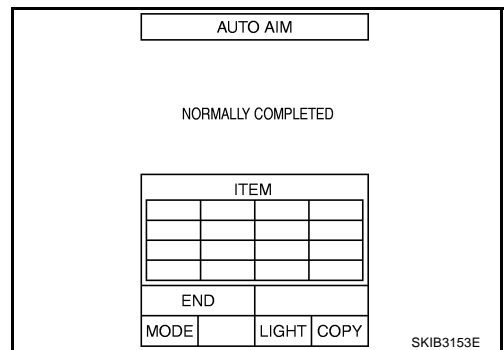 AUTO AIM
NORMALLY COMPLETED
ITEM
END
MODE LIGHT COPY
SKIB3153E